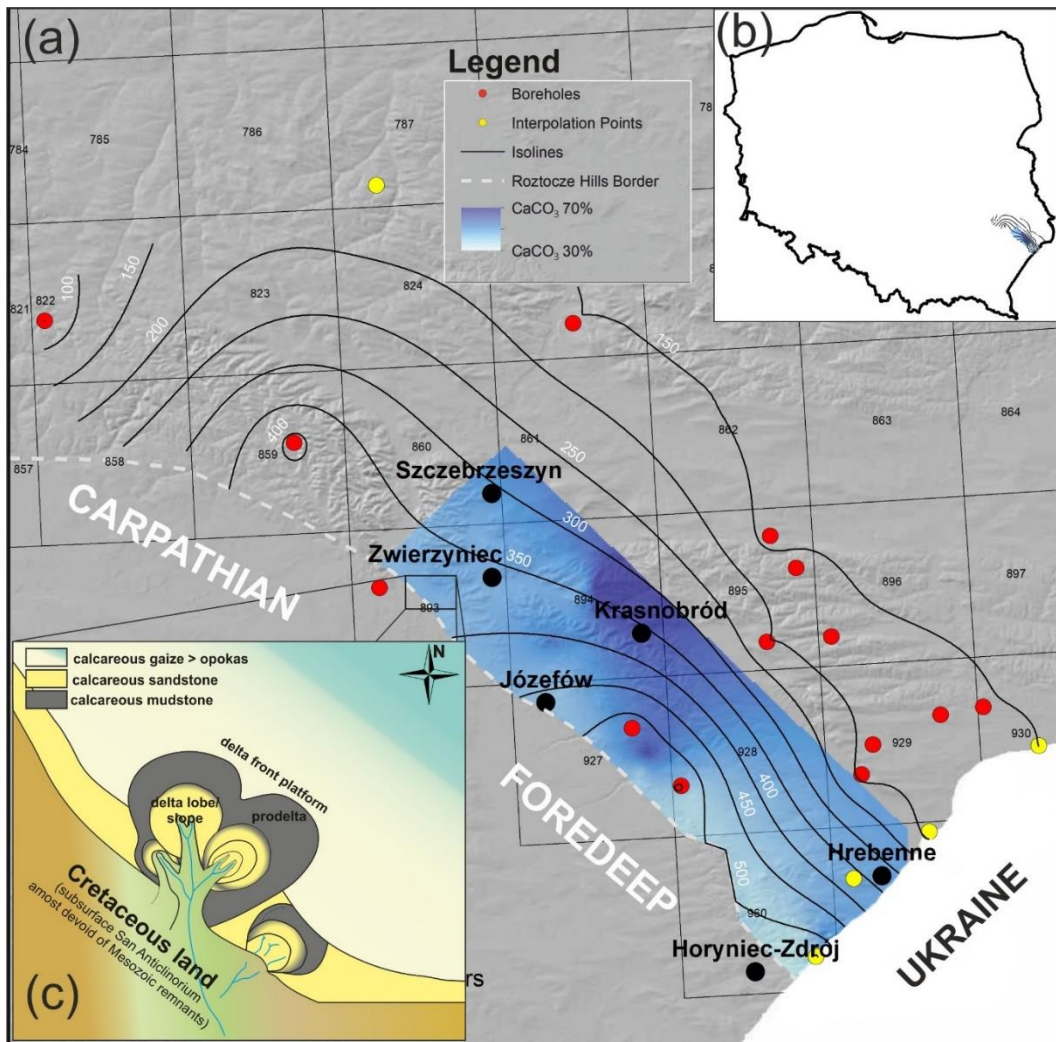 (a)
(b)
Legend
Boreholes
Interpolation Points
Isolines
Roztocze Hills Border
CaCO₃ 70%
CaCO₃ 30%
784
785
786
787
78
821
822
823
824
100
150
200
150
862
863
864
857
858
400
859
860
861
250
Szczebrzeszyn
300
CARPATHIAN
Zwierzyniec
350
893
894
895
896
897
Krasnobród
Józefów
FOREDEEP
927
928
929
930
400
450
500
Hrebenne
960
Horyniec-Zdrój
UKRAINE
calcareous gaize > opokas
calcareous sandstone
calcareous mudstone
N
delta front platform
delta lobe/
slope
prodelta
Cretaceous land
(subsurface San Anticlinorium
amost devoid of Mesozoic
remnants)
(c)
rs